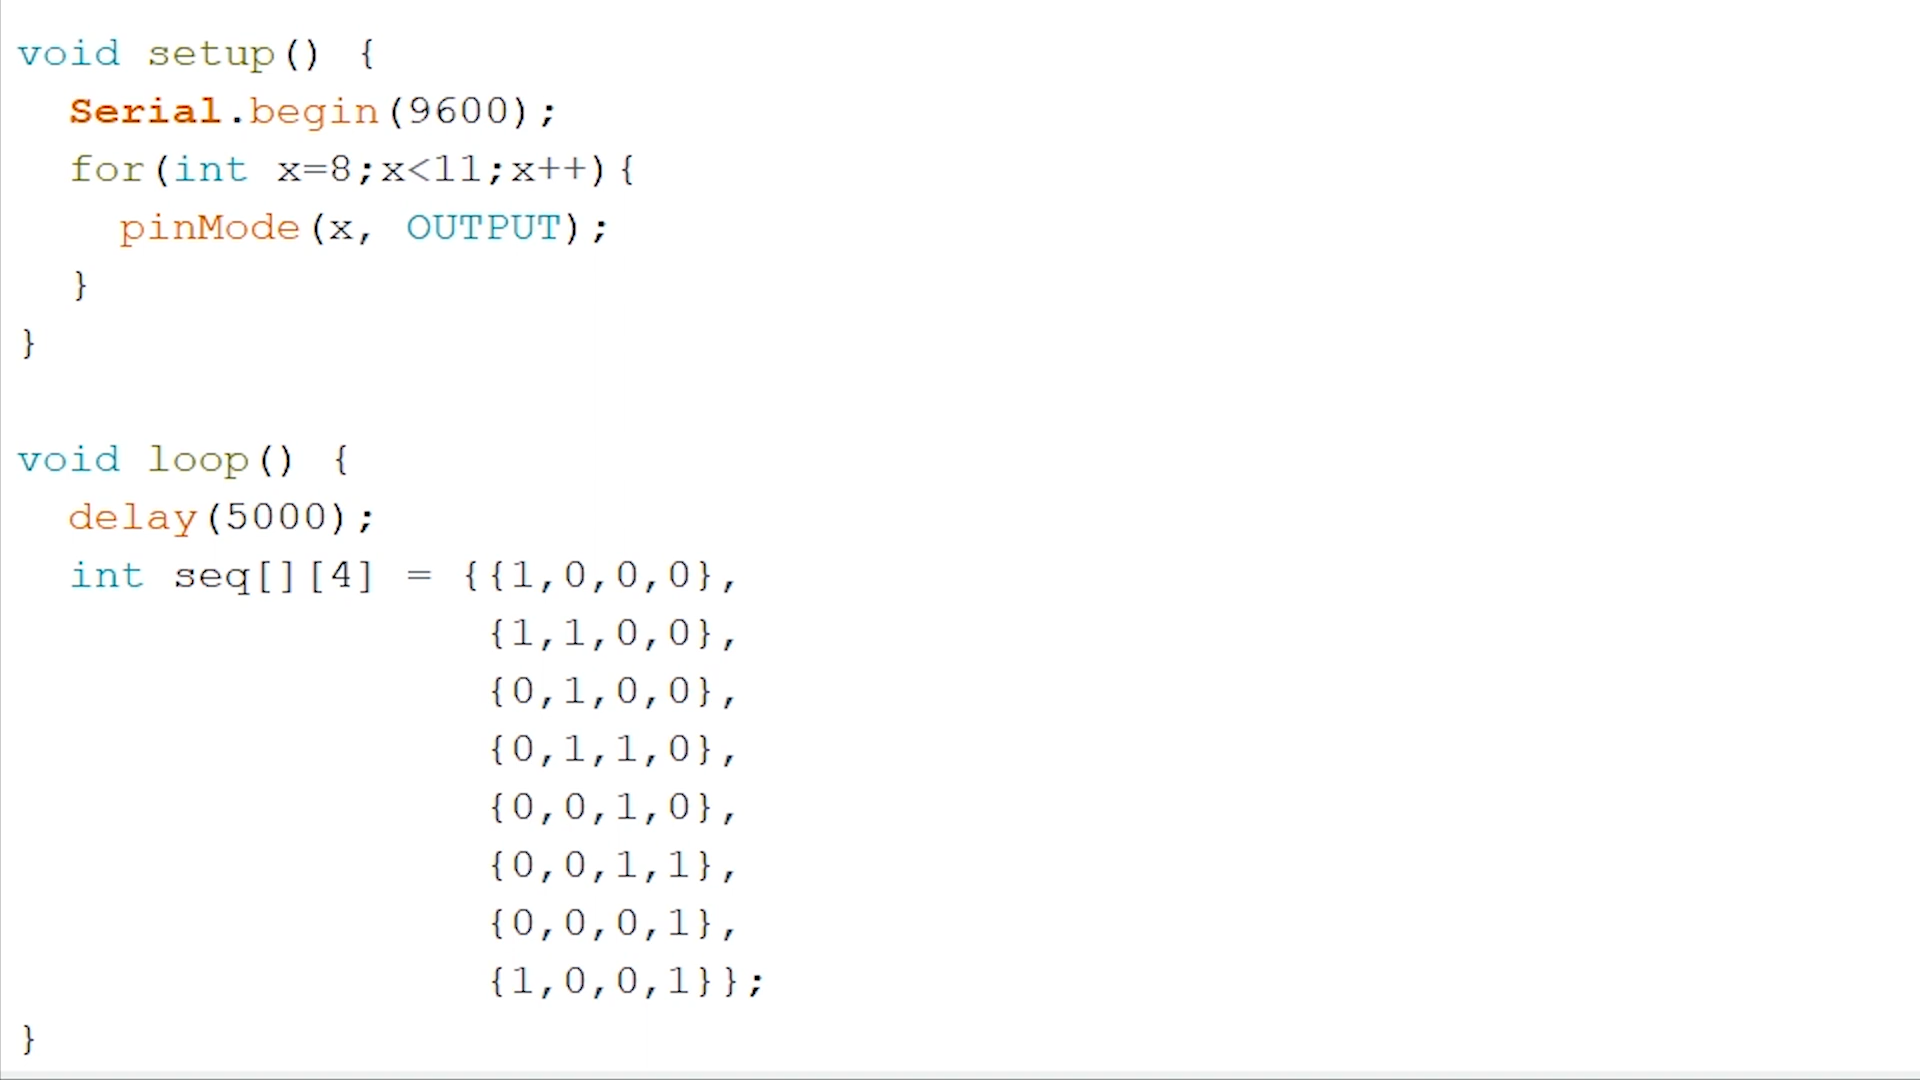 void setup() {
  Serial.begin(9600);
  for(int x=8;x<11;x++){
    pinMode(x, OUTPUT);
  }
}

void loop() {
  delay(5000);
  int seq[][4] = {{1,0,0,0},
                  {1,1,0,0},
                  {0,1,0,0},
                  {0,1,1,0},
                  {0,0,1,0},
                  {0,0,1,1},
                  {0,0,0,1},
                  {1,0,0,1}};
}